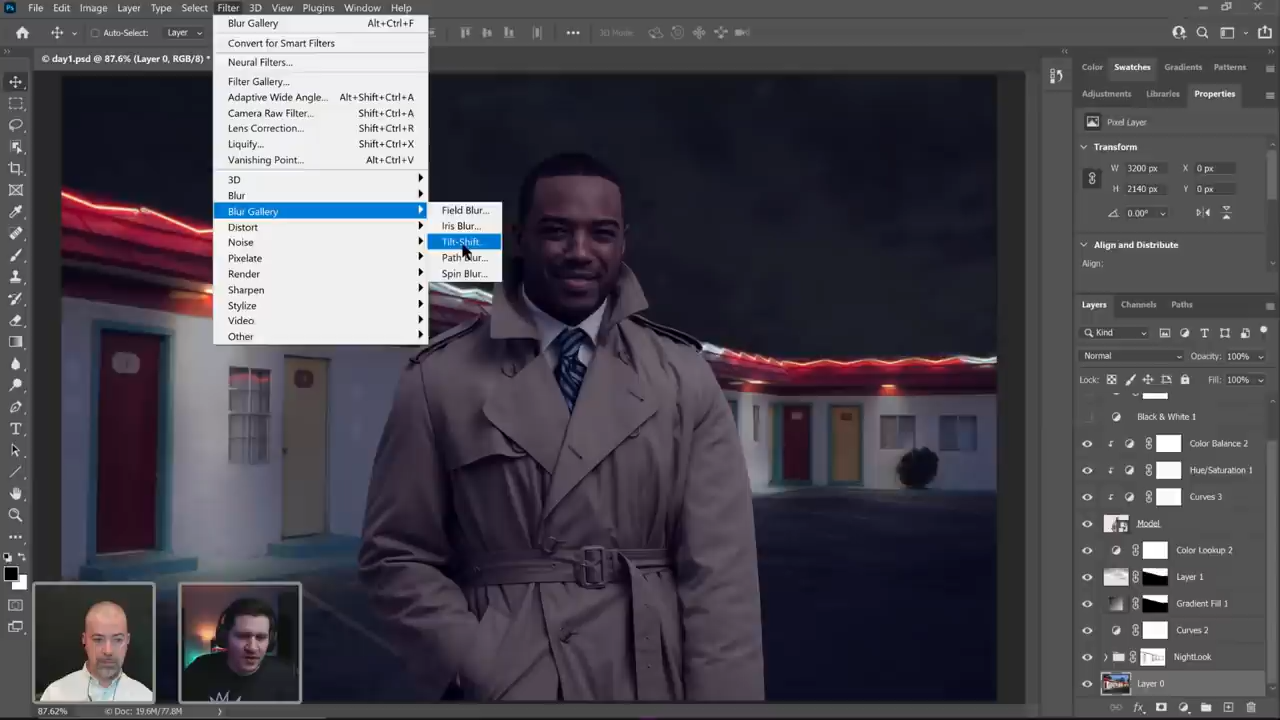 Ps File Edit Image Layer Type Select Filter 3D View Plugins Window Help
Auto-Select: Layer
3D Mode:
© day1.psd @ 87.6% (Layer 0, RGB/8) *
Blur Gallery Alt+Ctrl+F
Convert for Smart Filters
Neural Filters...
Filter Gallery...
Adaptive Wide Angle... Alt+Shift+Ctrl+A
Camera Raw Filter... Shift+Ctrl+A
Lens Correction... Shift+Ctrl+R
Liquify... Shift+Ctrl+X
Vanishing Point... Alt+Ctrl+V
3D
Blur
Blur Gallery
Distort
Noise
Pixelate
Render
Sharpen
Stylize
Video
Other
Field Blur...
Iris Blur...
Tilt-Shift...
Path Blur...
Spin Blur...
Color Swatches Gradients Patterns
Adjustments Libraries Properties
Pixel Layer
Transform
W 3200 px X 0 px
H 2140 px Y 0 px
0.00°
Align and Distribute
Align:
Layers Channels Paths
Kind
Normal Opacity: 100%
Lock: Fill: 100%
Black & White 1
Color Balance 2
Hue/Saturation 1
Curves 3
Model
Color Lookup 2
Layer 1
Gradient Fill 1
Curves 2
NightLook
Layer 0
fx
87.62% Doc: 19.6M/77.8M